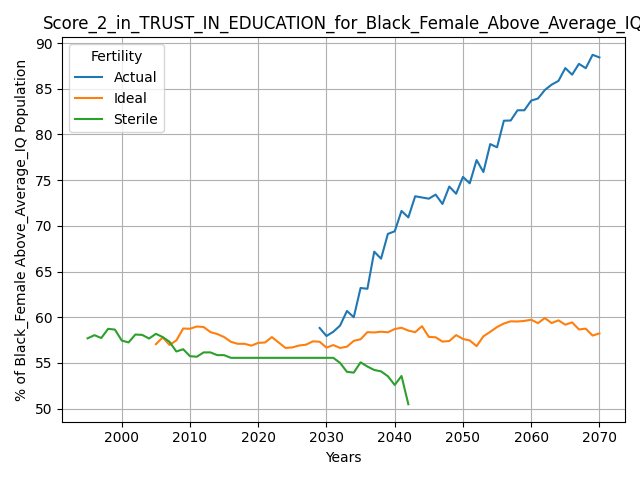 Score_2_in_TRUST_IN_EDUCATION_for_Black_Female_Above_Average_IQ
% of Black_Female Above_Average_IQ Population
90
85
80
75
70
65
60
55
50
Fertility
Actual
Ideal
Sterile
2000 2010 2020 2030 2040 2050 2060 2070
Years